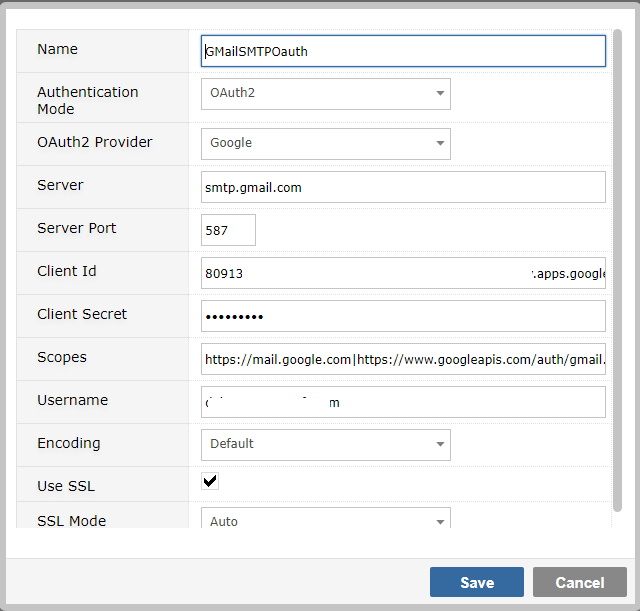 Name
GMailSMTPOauth
Authentication
Mode
OAuth2
OAuth2 Provider
Google
Server
smtp.gmail.com
Server Port
587
Client Id
80913 .apps.google
Client Secret
•••••••••
Scopes
https://mail.google.com|https://www.googleapis.com/auth/gmail.
Username
m
Encoding
Default
Use SSL
SSL Mode
Auto
Save
Cancel